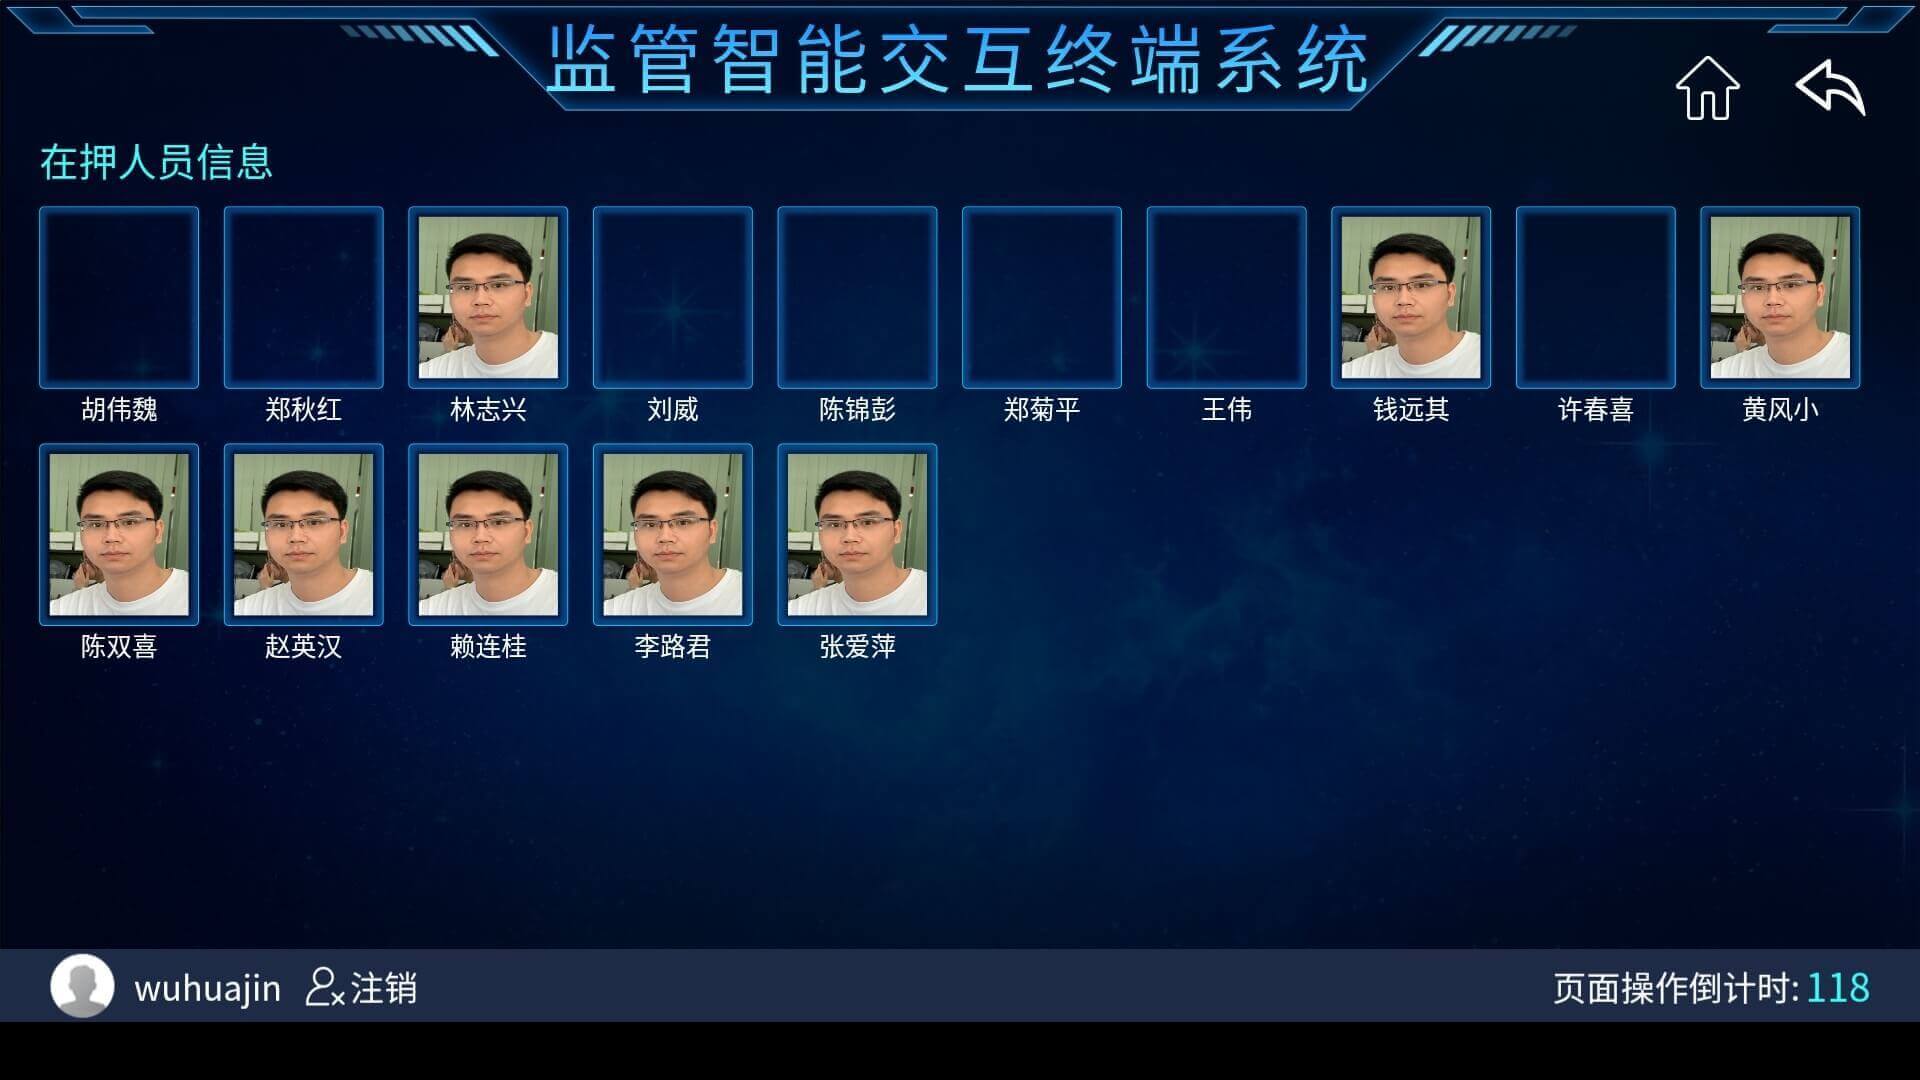 监管智能交互终端系统
在押人员信息
胡伟魏 郑秋红 林志兴 刘威 陈锦彭 郑菊平 王伟 钱远其 许春喜 黄风小
陈双喜 赵英汉 赖连桂 李路君 张爱萍
wuhuajin 注销 页面操作倒计时:118